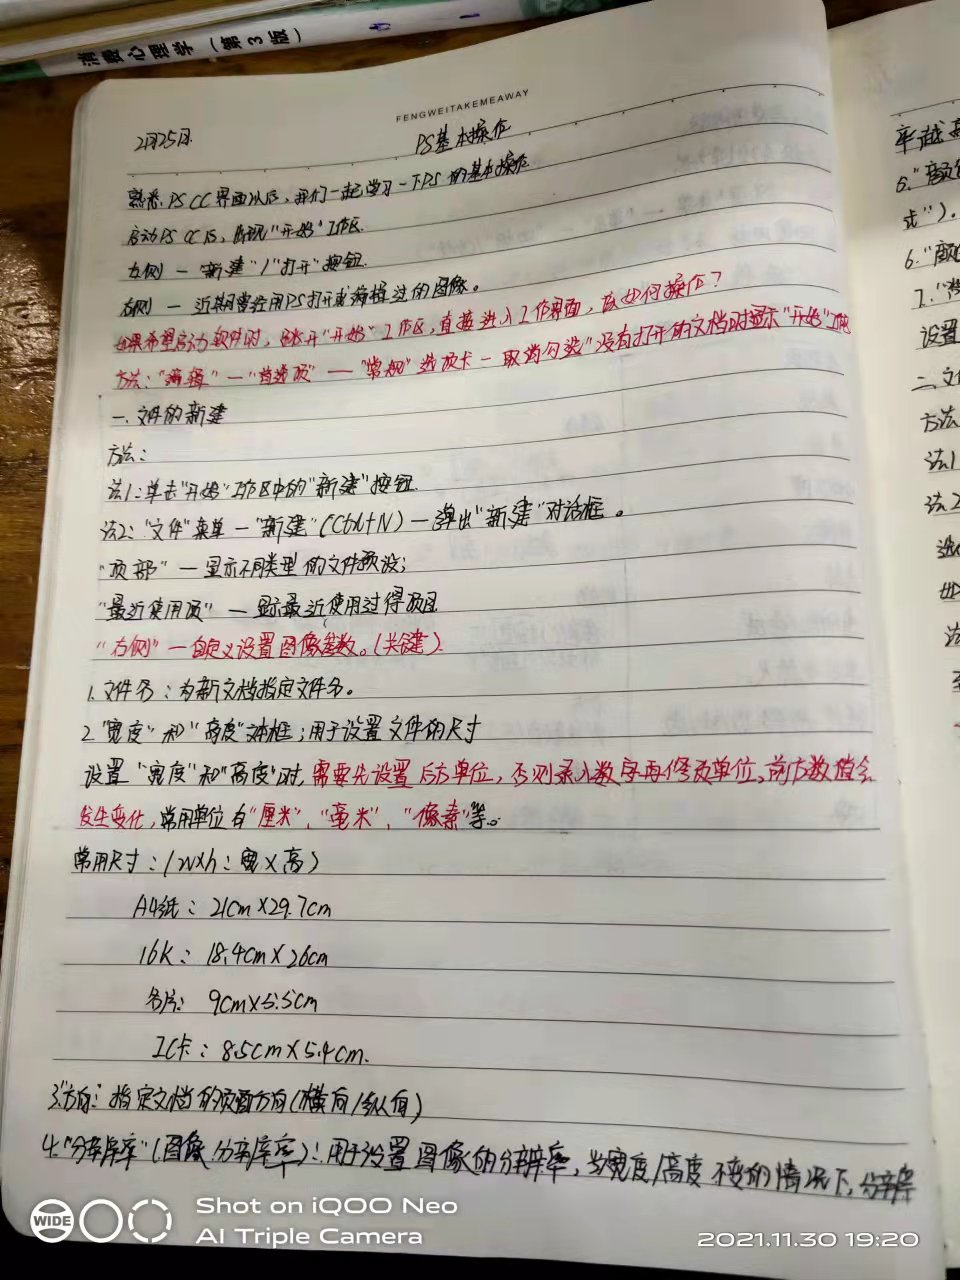 消费心理学（第3版）
FENGWEITAKEMEAWAY
2月25日.
PS基本操作
熟悉PS CC界面以后，我们一起学习一下PS的基本操作
启动PS CC后，出现"开始"工作区.
左侧 — "新建"/"打开"按钮.
右侧 — 近期曾经用PS打开或编辑过的图像。
如果希望启动软件时，跳开"开始"工作区，直接进入工作界面，该如何操作？
方法："编辑"—"首选项"—"常规"选项卡—取消勾选"没有打开的文档时显示"开始"工作区
一.文件的新建
方法：
法1：单击"开始"工作区中的"新建"按钮.
法2："文件"菜单—"新建"(Ctrl+N)—弹出"新建"对话框。
"顶部"—显示不同类型的文件预设；
"最近使用项"—显示最近使用过得项目
"右侧"—自定义设置图像参数。(关键)
1.文件名：为新文档指定文件名。
2."宽度"和"高度"文本框；用于设置文件的尺寸
设置"宽度"和"高度"时，需要先设置后方单位，否则录入数字再修改单位，前方数值会
发生变化，常用单位有"厘米"、"毫米"、"像素"等。
常用尺寸：(w×h：宽×高)
A4纸：21cm×29.7cm
16K：18.4cm×26cm
名片：9cm×5.5cm
IC卡：8.5cm×5.4cm.
3."方向"：指定文档的页面方向(横向/纵向)
4."分辨率"(图像分辨率)：用于设置图像的分辨率，当宽度/高度不变的情况下，分辨率
卓越
6."颜
式")。
6."颜
7."
设置
二.文
方法
法1
法2
选
如
法
至
Shot on iQOO Neo
AI Triple Camera
WIDE
2021.11.30 19:20